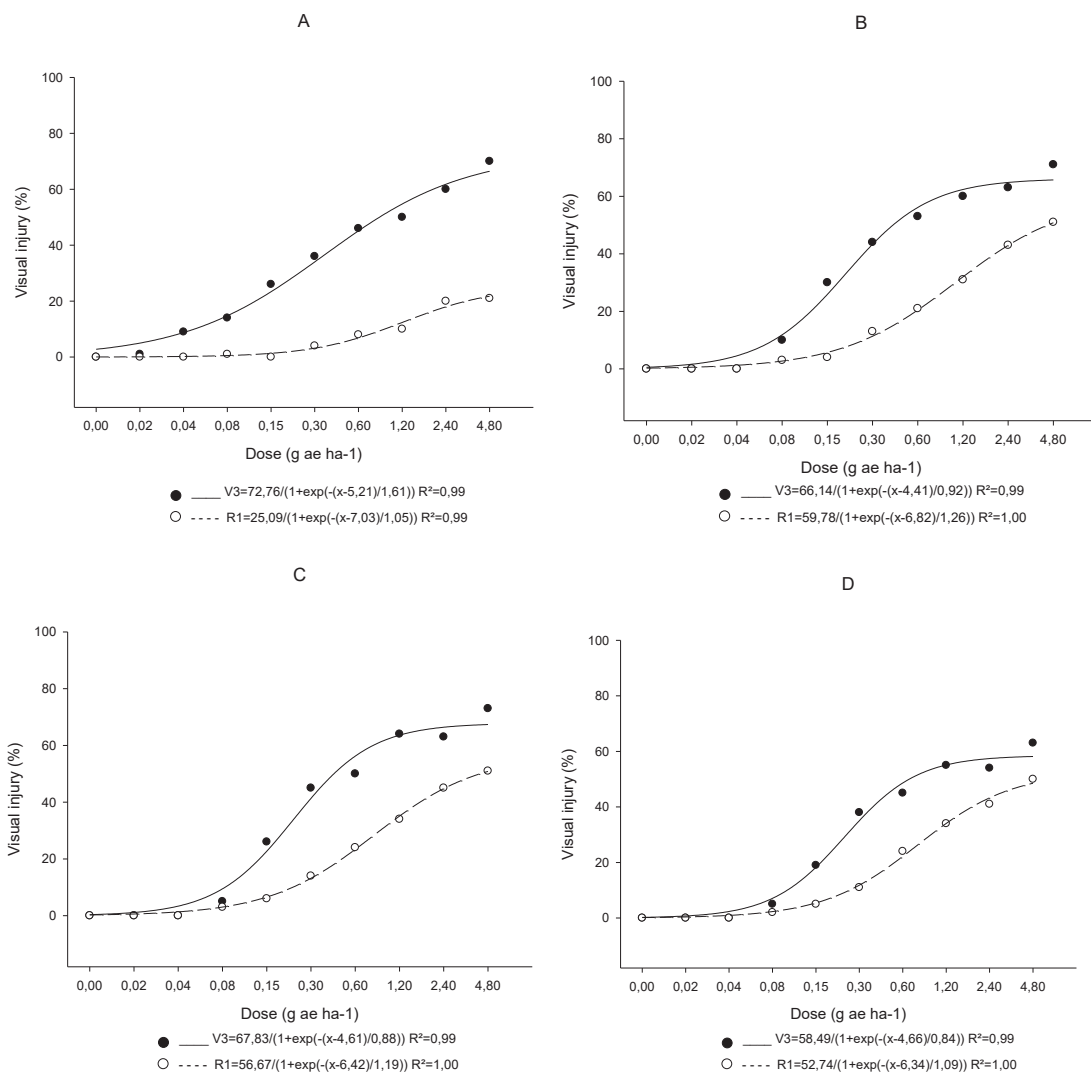 A
100
80
60
40
20
0
Visual injury (%)
0,00 0,02 0,04 0,08 0,15 0,30 0,60 1,20 2,40 4,80
Dose (g ae ha-1)
V3=72,76/(1+exp(-(x-5,21)/1,61)) R²=0,99
R1=25,09/(1+exp(-(x-7,03)/1,05)) R²=0,99
B
100
80
60
40
20
0
Visual injury (%)
0,00 0,02 0,04 0,08 0,15 0,30 0,60 1,20 2,40 4,80
Dose (g ae ha-1)
V3=66,14/(1+exp(-(x-4,41)/0,92)) R²=0,99
R1=59,78/(1+exp(-(x-6,82)/1,26)) R²=1,00
C
100
80
60
40
20
0
Visual injury (%)
0,00 0,02 0,04 0,08 0,15 0,30 0,60 1,20 2,40 4,80
Dose (g ae ha-1)
V3=67,83/(1+exp(-(x-4,61)/0,88)) R²=0,99
R1=56,67/(1+exp(-(x-6,42)/1,19)) R²=1,00
D
100
80
60
40
20
0
Visual injury (%)
0,00 0,02 0,04 0,08 0,15 0,30 0,60 1,20 2,40 4,80
Dose (g ae ha-1)
V3=58,49/(1+exp(-(x-4,66)/0,84)) R²=0,99
R1=52,74/(1+exp(-(x-6,34)/1,09)) R²=1,00